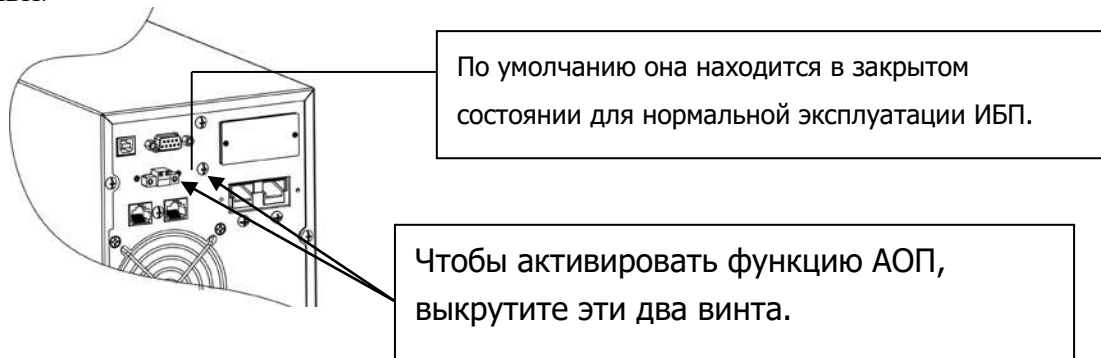 По умолчанию она находится в закрытом
состоянии для нормальной эксплуатации ИБП.
Чтобы активировать функцию АОП,
выкрутите эти два винта.